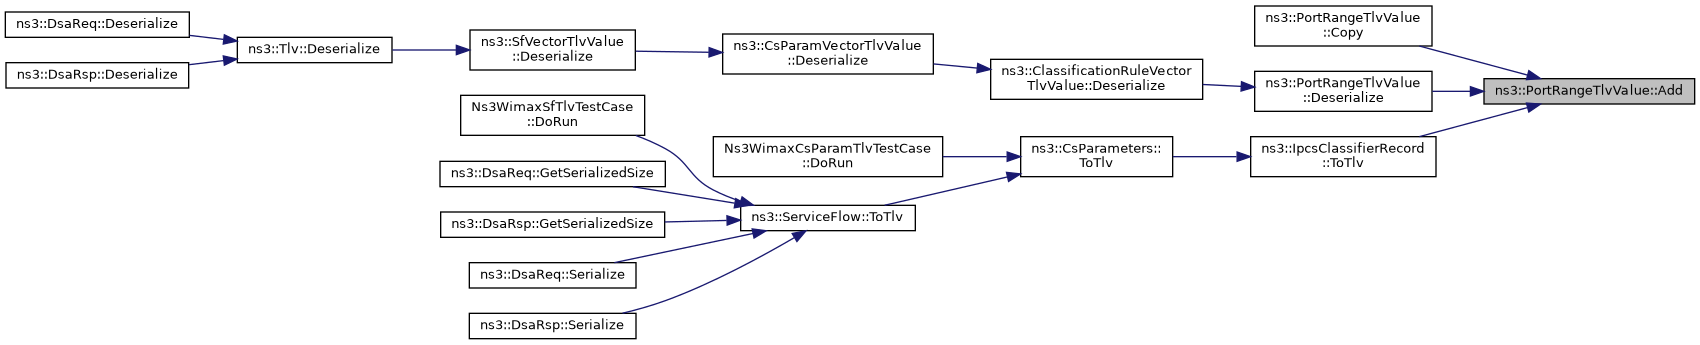 ns3::DsaReq::Deserialize
ns3::DsaRsp::Deserialize
ns3::Tlv::Deserialize
ns3::SfVectorTlvValue
::Deserialize
ns3::CsParamVectorTlvValue
::Deserialize
ns3::ClassificationRuleVector
TlvValue::Deserialize
ns3::PortRangeTlvValue
::Copy
ns3::PortRangeTlvValue
::Deserialize
ns3::PortRangeTlvValue::Add
Ns3WimaxSfTlvTestCase
::DoRun
ns3::DsaReq::GetSerializedSize
ns3::DsaRsp::GetSerializedSize
ns3::DsaReq::Serialize
ns3::DsaRsp::Serialize
Ns3WimaxCsParamTlvTestCase
::DoRun
ns3::ServiceFlow::ToTlv
ns3::CsParameters::
ToTlv
ns3::IpcsClassifierRecord
::ToTlv